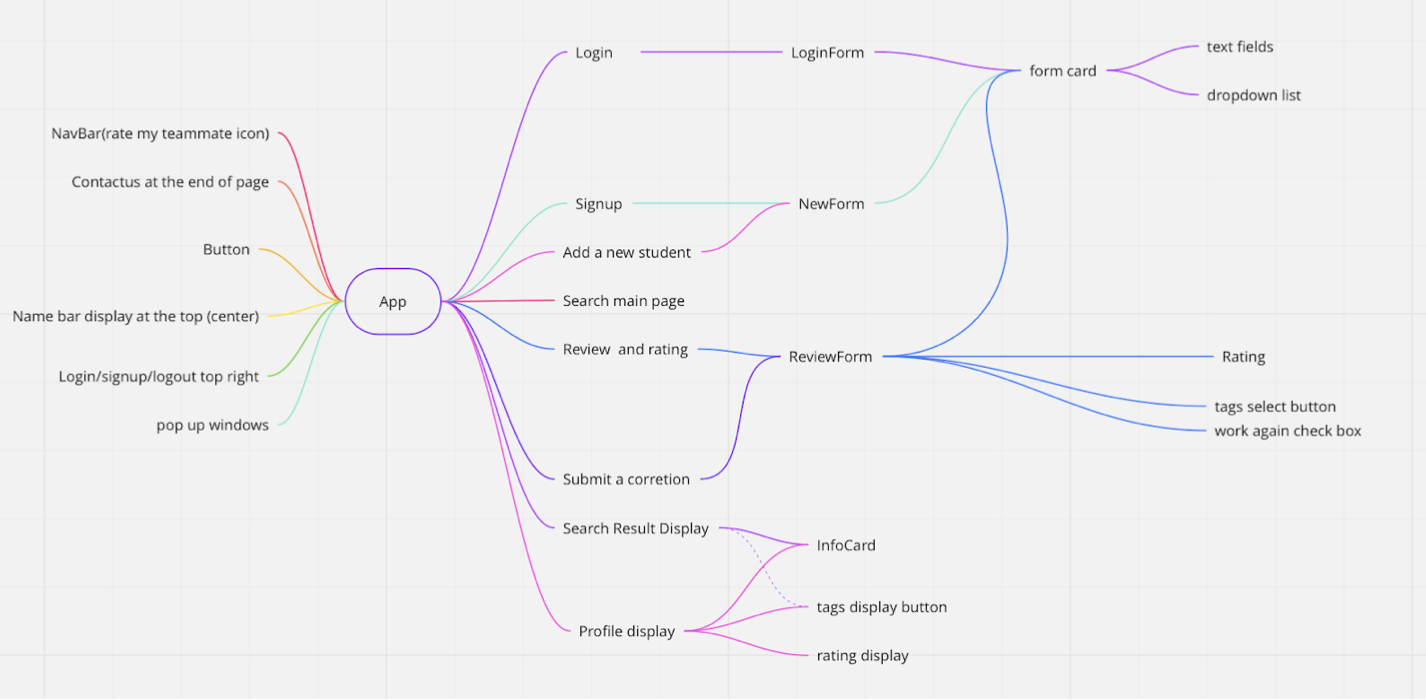 NavBar(rate my teammate icon)
Contactus at the end of page
Button
Name bar display at the top (center)
Login/signup/logout top right
pop up windows
App
Login
Signup
Add a new student
Search main page
Review and rating
Submit a corretion
Search Result Display
Profile display
LoginForm
NewForm
ReviewForm
InfoCard
tags display button
rating display
form card
text fields
dropdown list
Rating
tags select button
work again check box